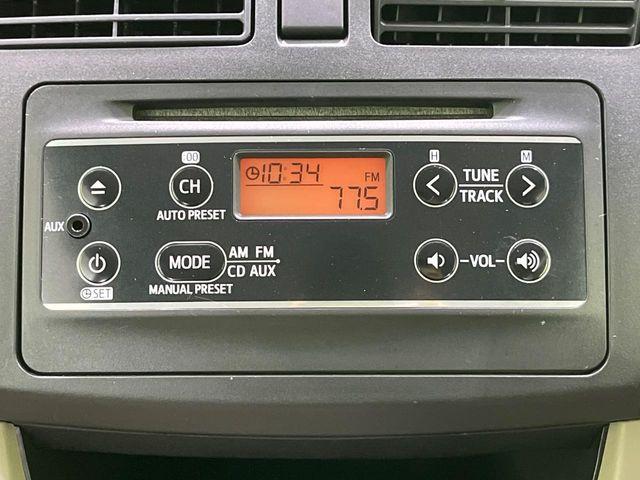 :00
H
M
CH
10:34
FM
77.5
TUNE
TRACK
AUTO PRESET
AUX
MODE
AM FM
CD AUX
VOL
SET
MANUAL PRESET